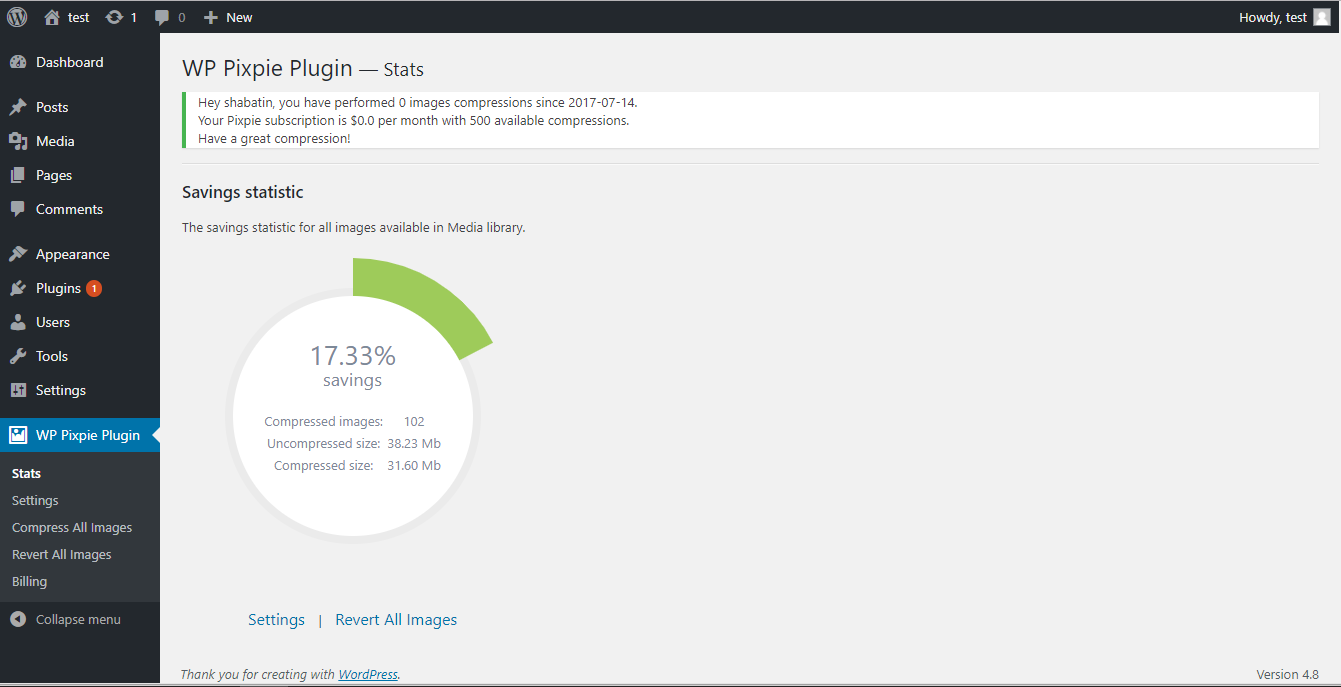 test 1 0 New Howdy, test
Dashboard
Posts
Media
Pages
Comments
Appearance
Plugins 1
Users
Tools
Settings
WP Pixpie Plugin
Stats
Settings
Compress All Images
Revert All Images
Billing
Collapse menu
WP Pixpie Plugin — Stats
Hey shabatin, you have performed 0 images compressions since 2017-07-14.
Your Pixpie subscription is $0.0 per month with 500 available compressions.
Have a great compression!
Savings statistic
The savings statistic for all images available in Media library.
17.33%
savings
Compressed images: 102
Uncompressed size: 38.23 Mb
Compressed size: 31.60 Mb
Settings | Revert All Images
Thank you for creating with WordPress. Version 4.8